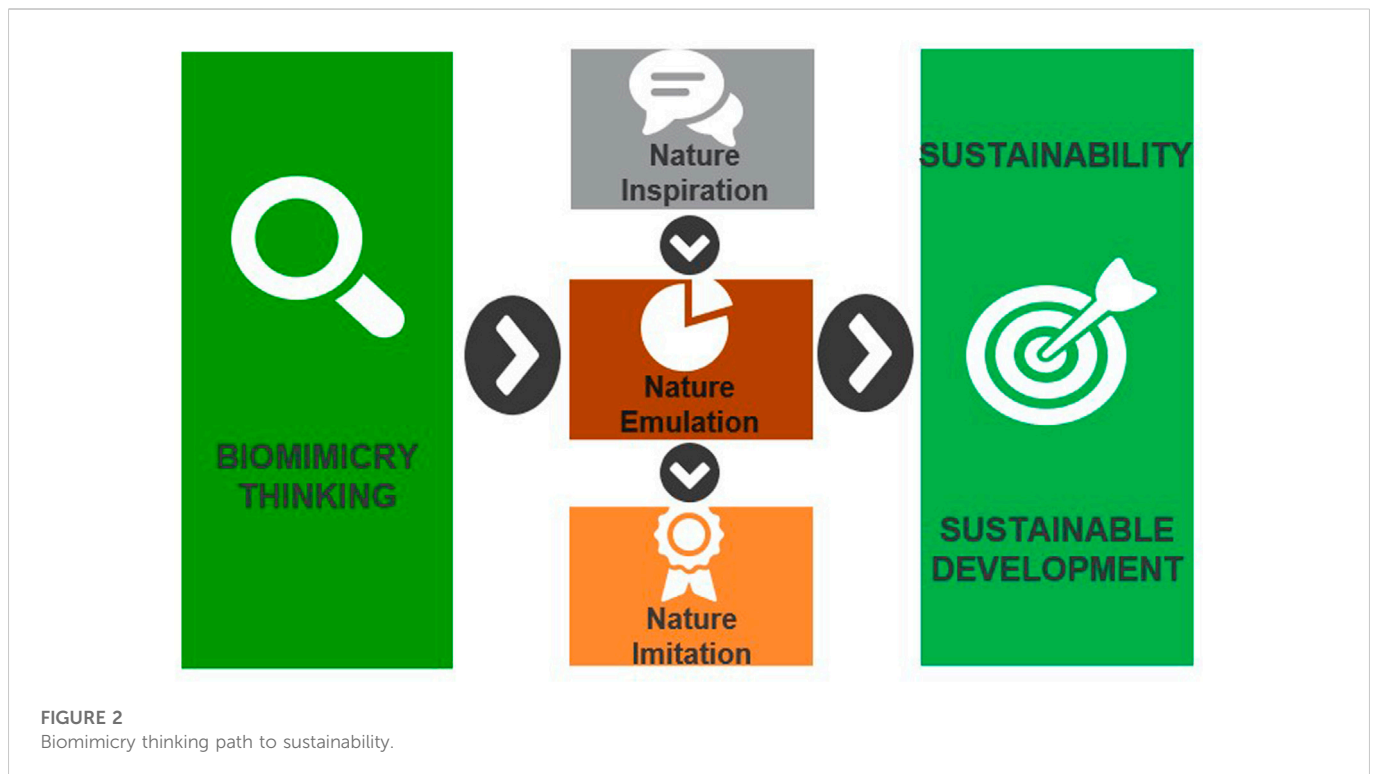 BIOMIMICRY
THINKING
Nature
Inspiration
Nature
Emulation
Nature
Imitation
SUSTAINABILITY
SUSTAINABLE
DEVELOPMENT
FIGURE 2
Biomimicry thinking path to sustainability.